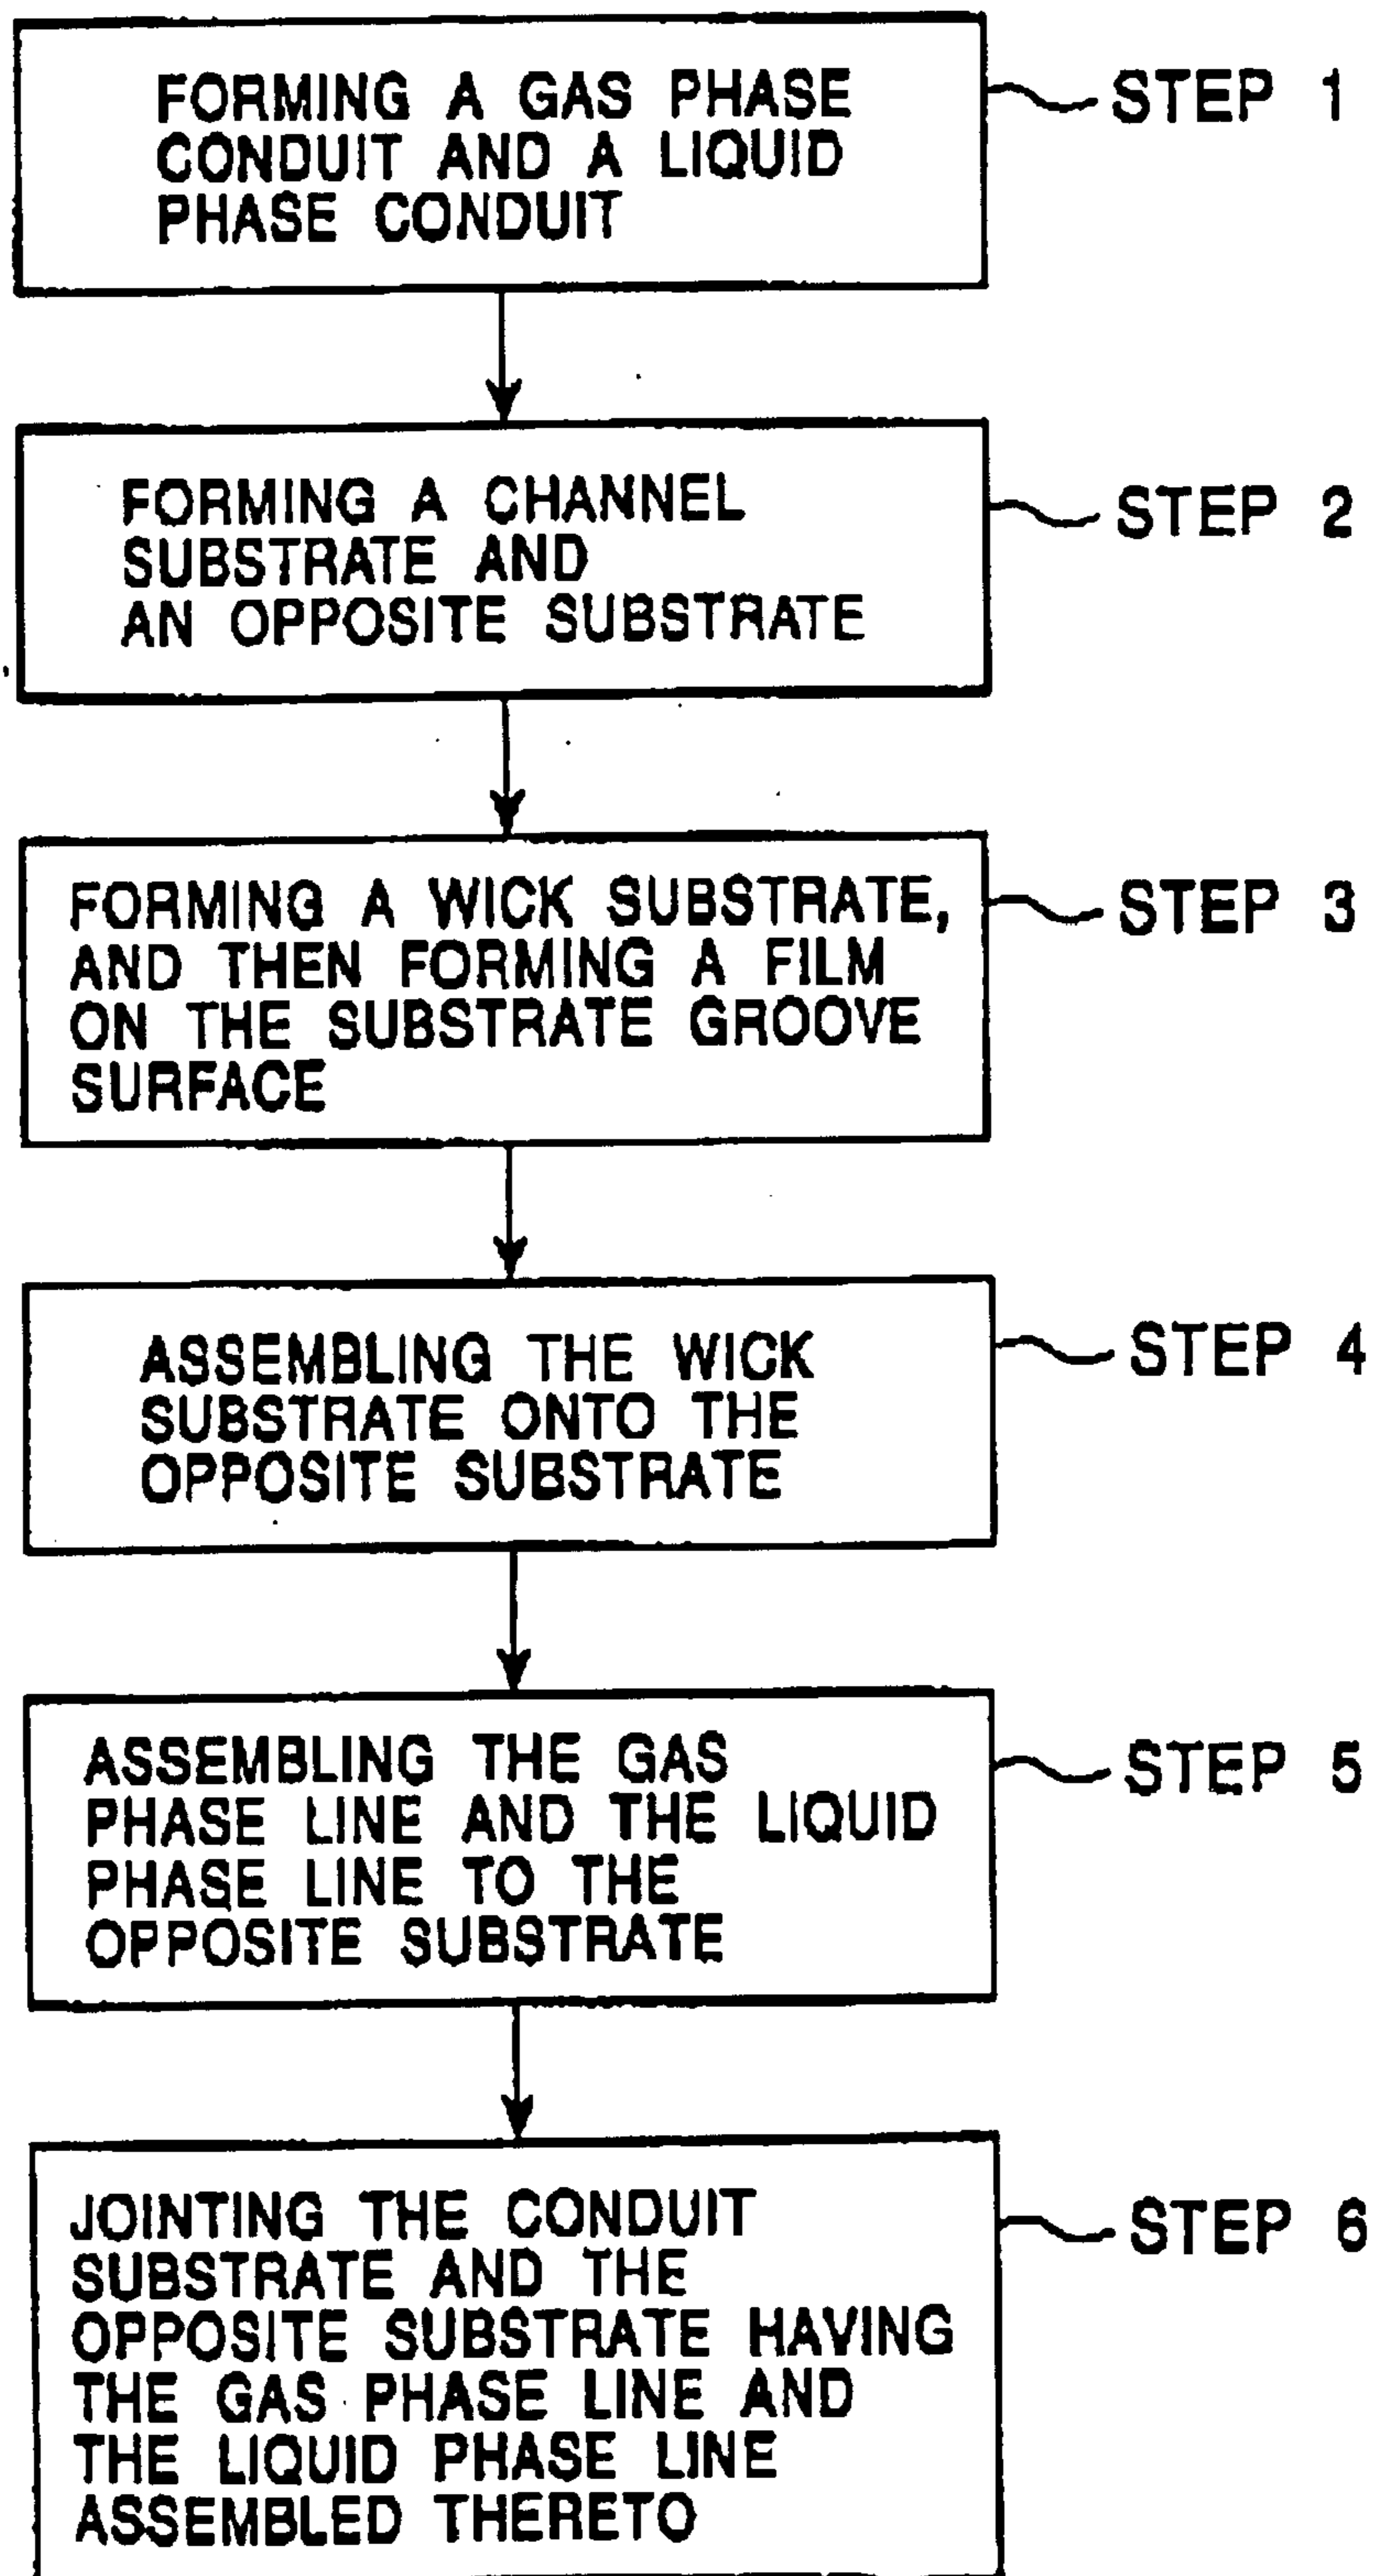 FORMING A GAS PHASE
CONDUIT AND A LIQUID
PHASE CONDUIT
STEP 1
FORMING A CHANNEL
SUBSTRATE AND
AN OPPOSITE SUBSTRATE
STEP 2
FORMING A WICK SUBSTRATE,
AND THEN FORMING A FILM
ON THE SUBSTRATE GROOVE
SURFACE
STEP 3
ASSEMBLING THE WICK
SUBSTRATE ONTO THE
OPPOSITE SUBSTRATE
STEP 4
ASSEMBLING THE GAS
PHASE LINE AND THE LIQUID
PHASE LINE TO THE
OPPOSITE SUBSTRATE
STEP 5
JOINTING THE CONDUIT
SUBSTRATE AND THE
OPPOSITE SUBSTRATE HAVING
THE GAS PHASE LINE AND
THE LIQUID PHASE LINE
ASSEMBLED THERETO
STEP 6